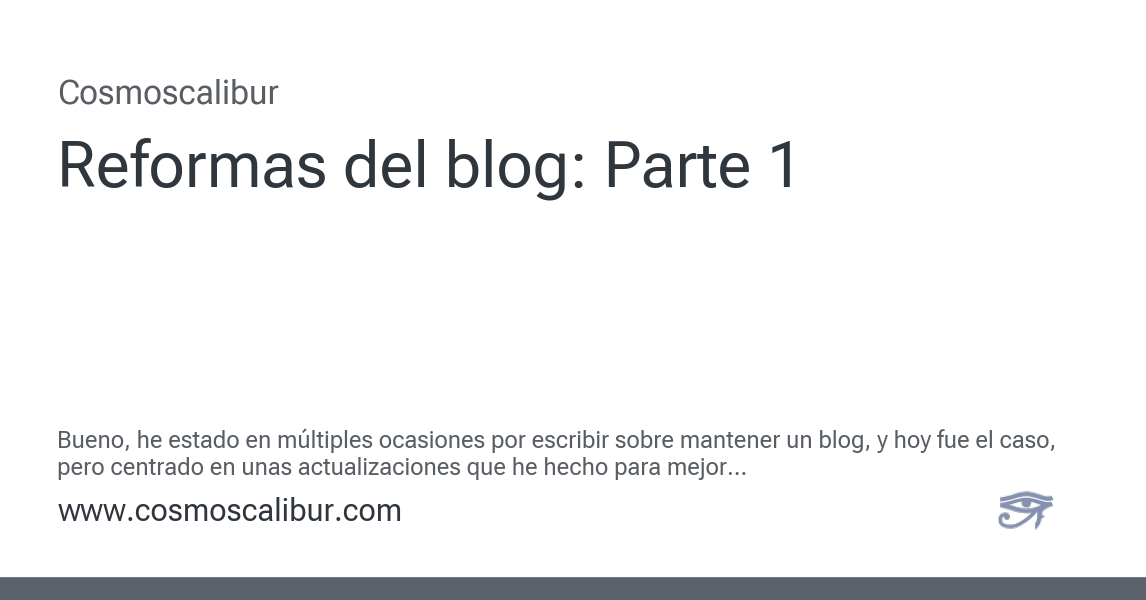 Cosmoscalibur
Reformas del blog: Parte 1
Bueno, he estado en múltiples ocasiones por escribir sobre mantener un blog, y hoy fue el caso,
pero centrado en unas actualizaciones que he hecho para mejor...
www.cosmoscalibur.com